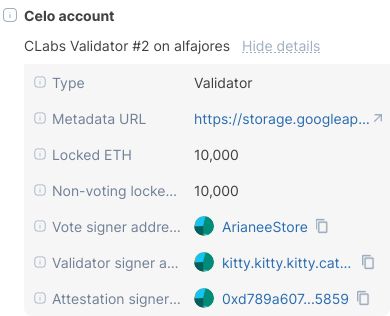 Celo account
CLabs Validator #2 on alfajores Hide details
Type Validator
Metadata URL https://storage.googleap...
Locked ETH 10,000
Non-voting locke... 10,000
Vote signer addre... ArianeeStore
Validator signer a... kitty.kitty.kitty.cat...
Attestation signer... 0xd789a607...5859